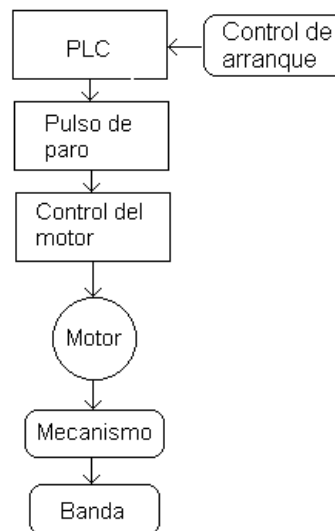 PLC
Control de
arranque
Pulso de
paro
Control del
motor
Motor
Mecanismo
Banda